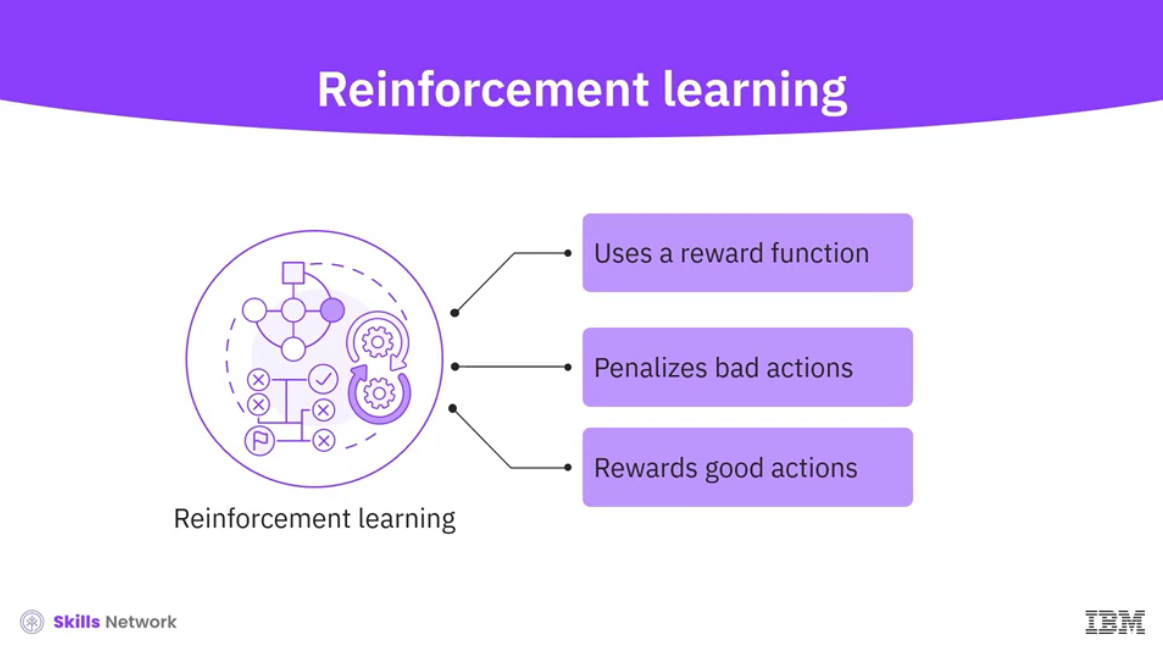 Reinforcement learning
Uses a reward function
Penalizes bad actions
Rewards good actions
Reinforcement learning
Skills Network
IBM